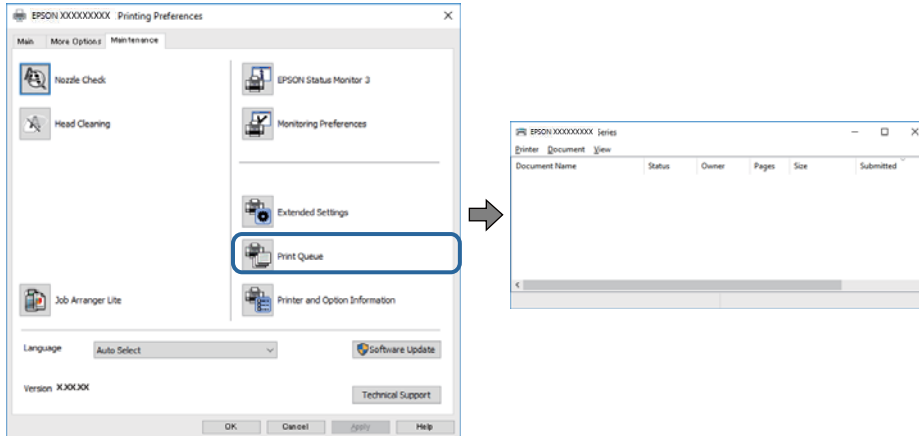 EPSON XXXXXXXXX Printing Preferences
Main More Options Maintenance
Nozzle Check
EPSON Status Monitor 3
Head Cleaning
Monitoring Preferences
Extended Settings
Print Queue
Job Arranger Lite
Printer and Option Information
Language Auto Select
Software Update
Version X.XX.XX
Technical Support
OK Cancel Apply Help
EPSON XXXXXXXXX Series
Printer Document View
Document Name Status Owner Pages Size Submitted